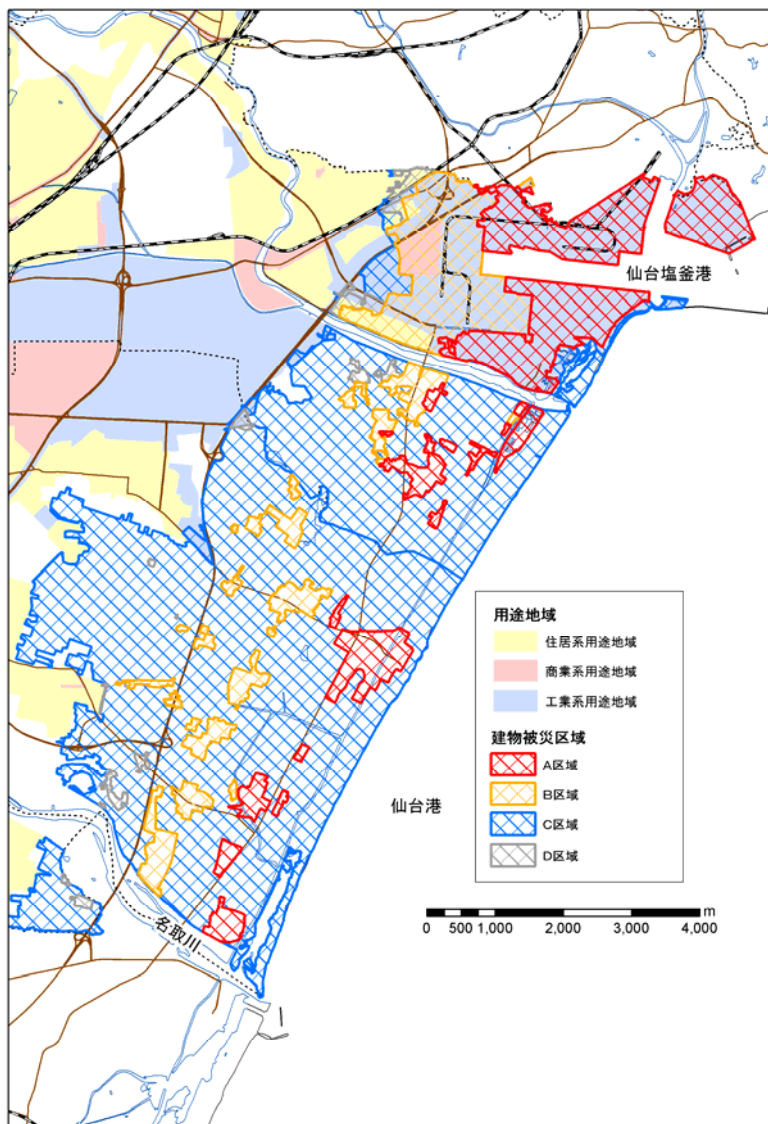 仙台塩釜港
用途地域
住居系用途地域
商業系用途地域
工業系用途地域
建物被災区域
A区域
B区域
C区域
D区域
仙台港
名取川
m
0 500 1,000 2,000 3,000 4,000